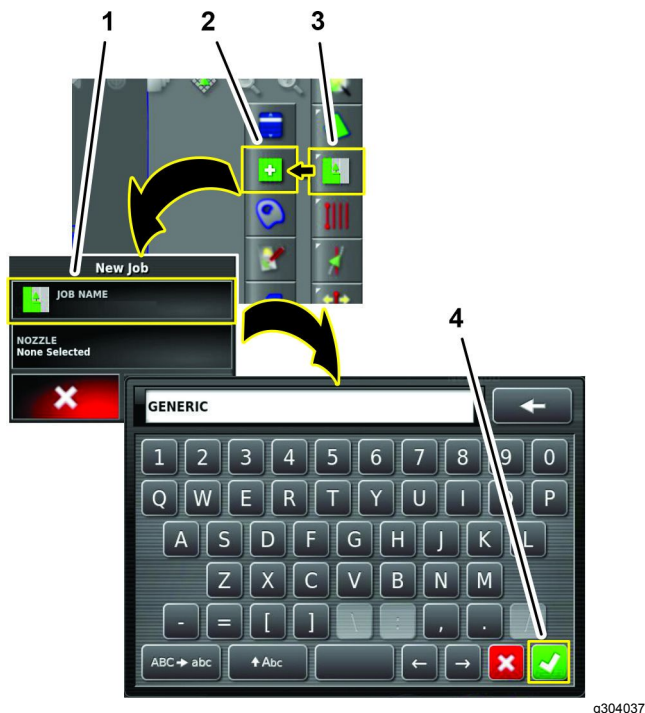 1 2 3
New Job
JOB NAME
NOZZLE
None Selected
4
GENERIC
1 2 3 4 5 6 7 8 9 0
Q W E R T Y U I O P
A S D F G H J K L
Z X C V B N M
- = [ ] \ : , . /
ABC → abc ↑ Abc ← →
g304037